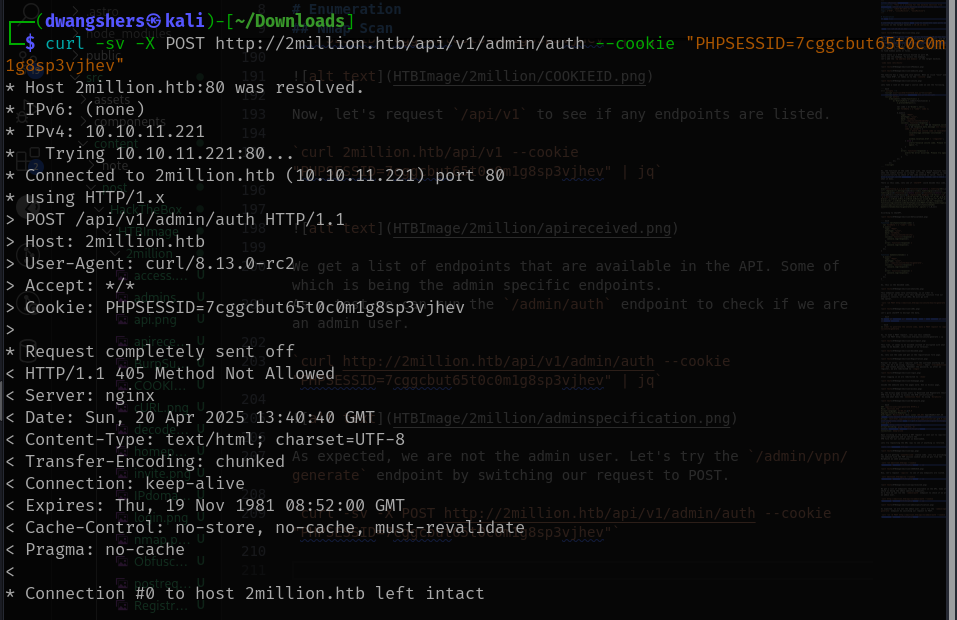 (dwangshers㉿kali)-[~/Downloads]
$ curl -sv -X POST http://2million.htb/api/v1/admin/auth --cookie "PHPSESSID=7cggcbut65t0c0m
1g8sp3vjhev"
* Host 2million.htb:80 was resolved.
* IPv6: (none)
* IPv4: 10.10.11.221
*   Trying 10.10.11.221:80...
* Connected to 2million.htb (10.10.11.221) port 80
* using HTTP/1.x
> POST /api/v1/admin/auth HTTP/1.1
> Host: 2million.htb
> User-Agent: curl/8.13.0-rc2
> Accept: */*
> Cookie: PHPSESSID=7cggcbut65t0c0m1g8sp3vjhev
>
* Request completely sent off
< HTTP/1.1 405 Method Not Allowed
< Server: nginx
< Date: Sun, 20 Apr 2025 13:40:40 GMT
< Content-Type: text/html; charset=UTF-8
< Transfer-Encoding: chunked
< Connection: keep-alive
< Expires: Thu, 19 Nov 1981 08:52:00 GMT
< Cache-Control: no-store, no-cache, must-revalidate
< Pragma: no-cache
<
* Connection #0 to host 2million.htb left intact
# Enumeration
## Nmap Scan
190
191 ![alt text](HTBImage/2million/COOKIEID.png)
192
193 Now, let's request `/api/v1` to see if any endpoints are listed.
194
`curl 2million.htb/api/v1 --cookie
"PHPSESSID=7cggcbut65t0c0m1g8sp3vjhev" | jq`
196
197
198 ![alt text](HTBImage/2million/apireceived.png)
199
We get a list of endpoints that are available in the API. Some of
which is being the admin specific endpoints.
the `/admin/auth` endpoint to check if we are
an admin user.
202
203 `curl http://2million.htb/api/v1/admin/auth --cookie
"PHPSESSID=7cggcbut65t0c0m1g8sp3vjhev" | jq`
204
(HTBImage/2million/adminspecification.png)
As expected, we are not the admin user. Let's try the `/admin/vpn/
generate` endpoint by switching our request to POST.
208
`curl -sv -X POST http://2million.htb/api/v1/admin/auth --cookie
"PHPSESSID=7cggcbut65t0c0m1g8sp3vjhev"`
210
211